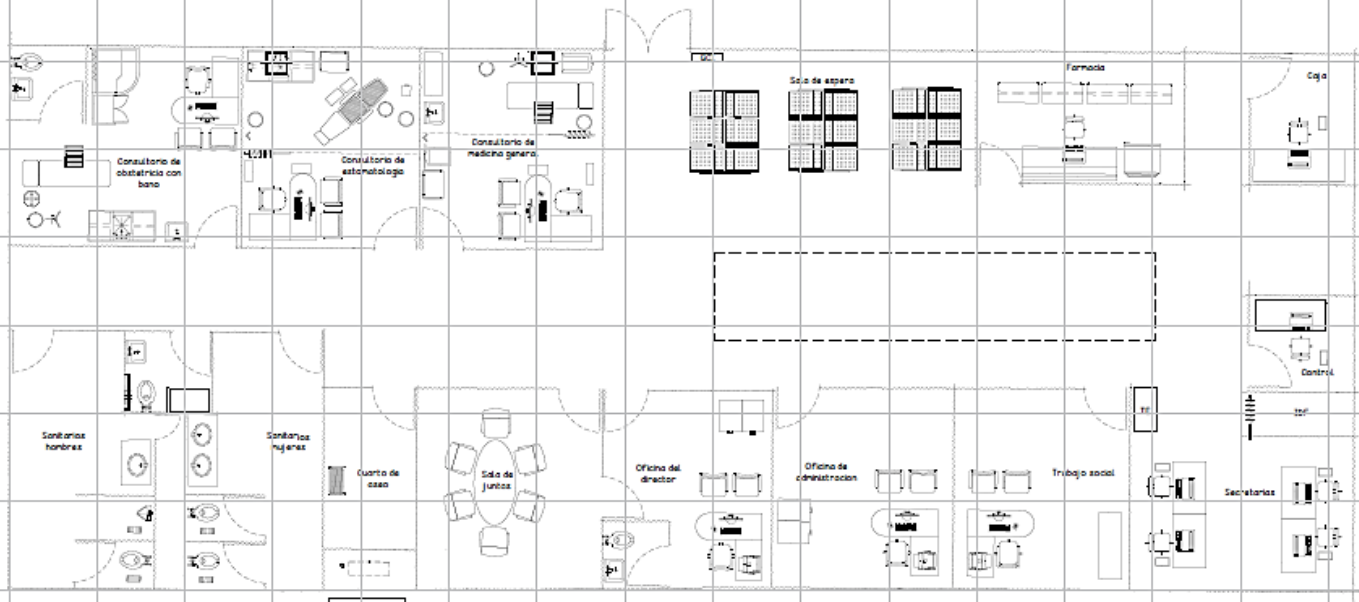 Sala de espera
Farmacia
Caja
Consultorio de
obstetricia con
bano
Consultorio de
estomatologia
Consultorio de
medicina general
Control
Sanitarios
hombres
Sanitarios
mujeres
Cuarto de
aseo
Sala de
juntas
Oficina del
director
Oficina de
administracion
Trabajo social
Secretarias